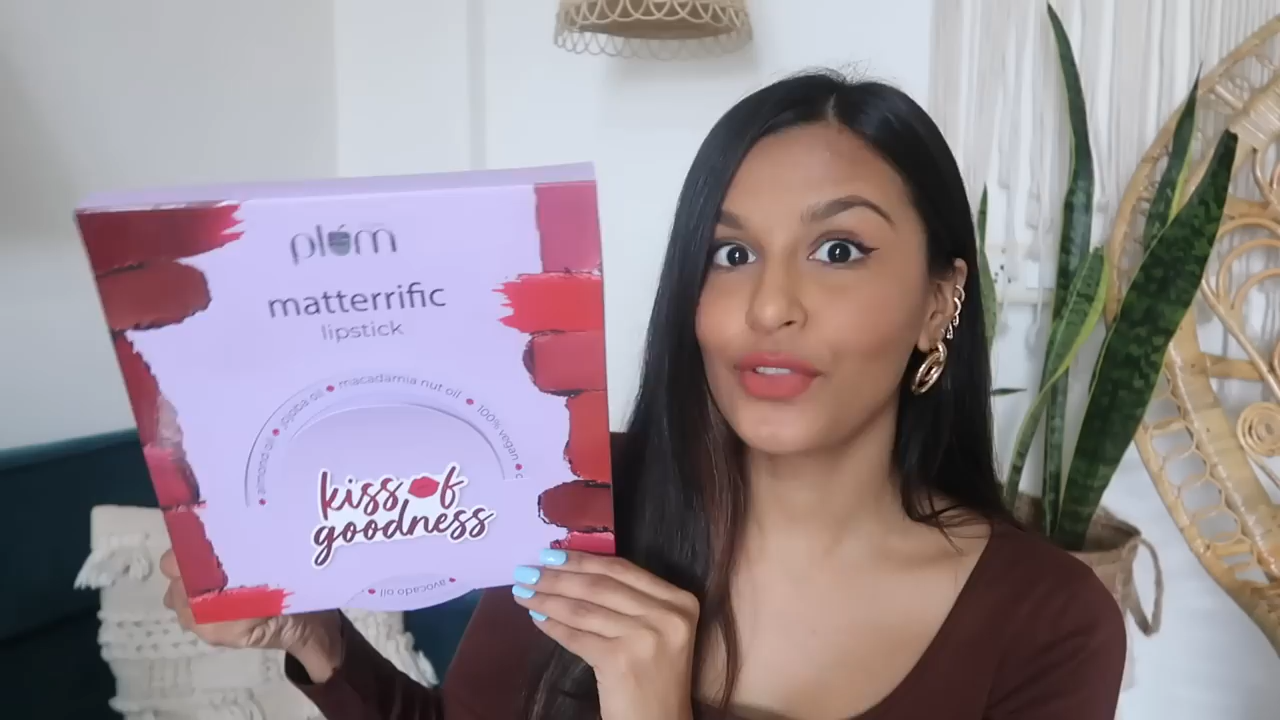 plum
matterrific
lipstick
almond oil • jojoba oil • macadamia nut oil • 100% vegan • c
kiss of
goodness
avocado oil